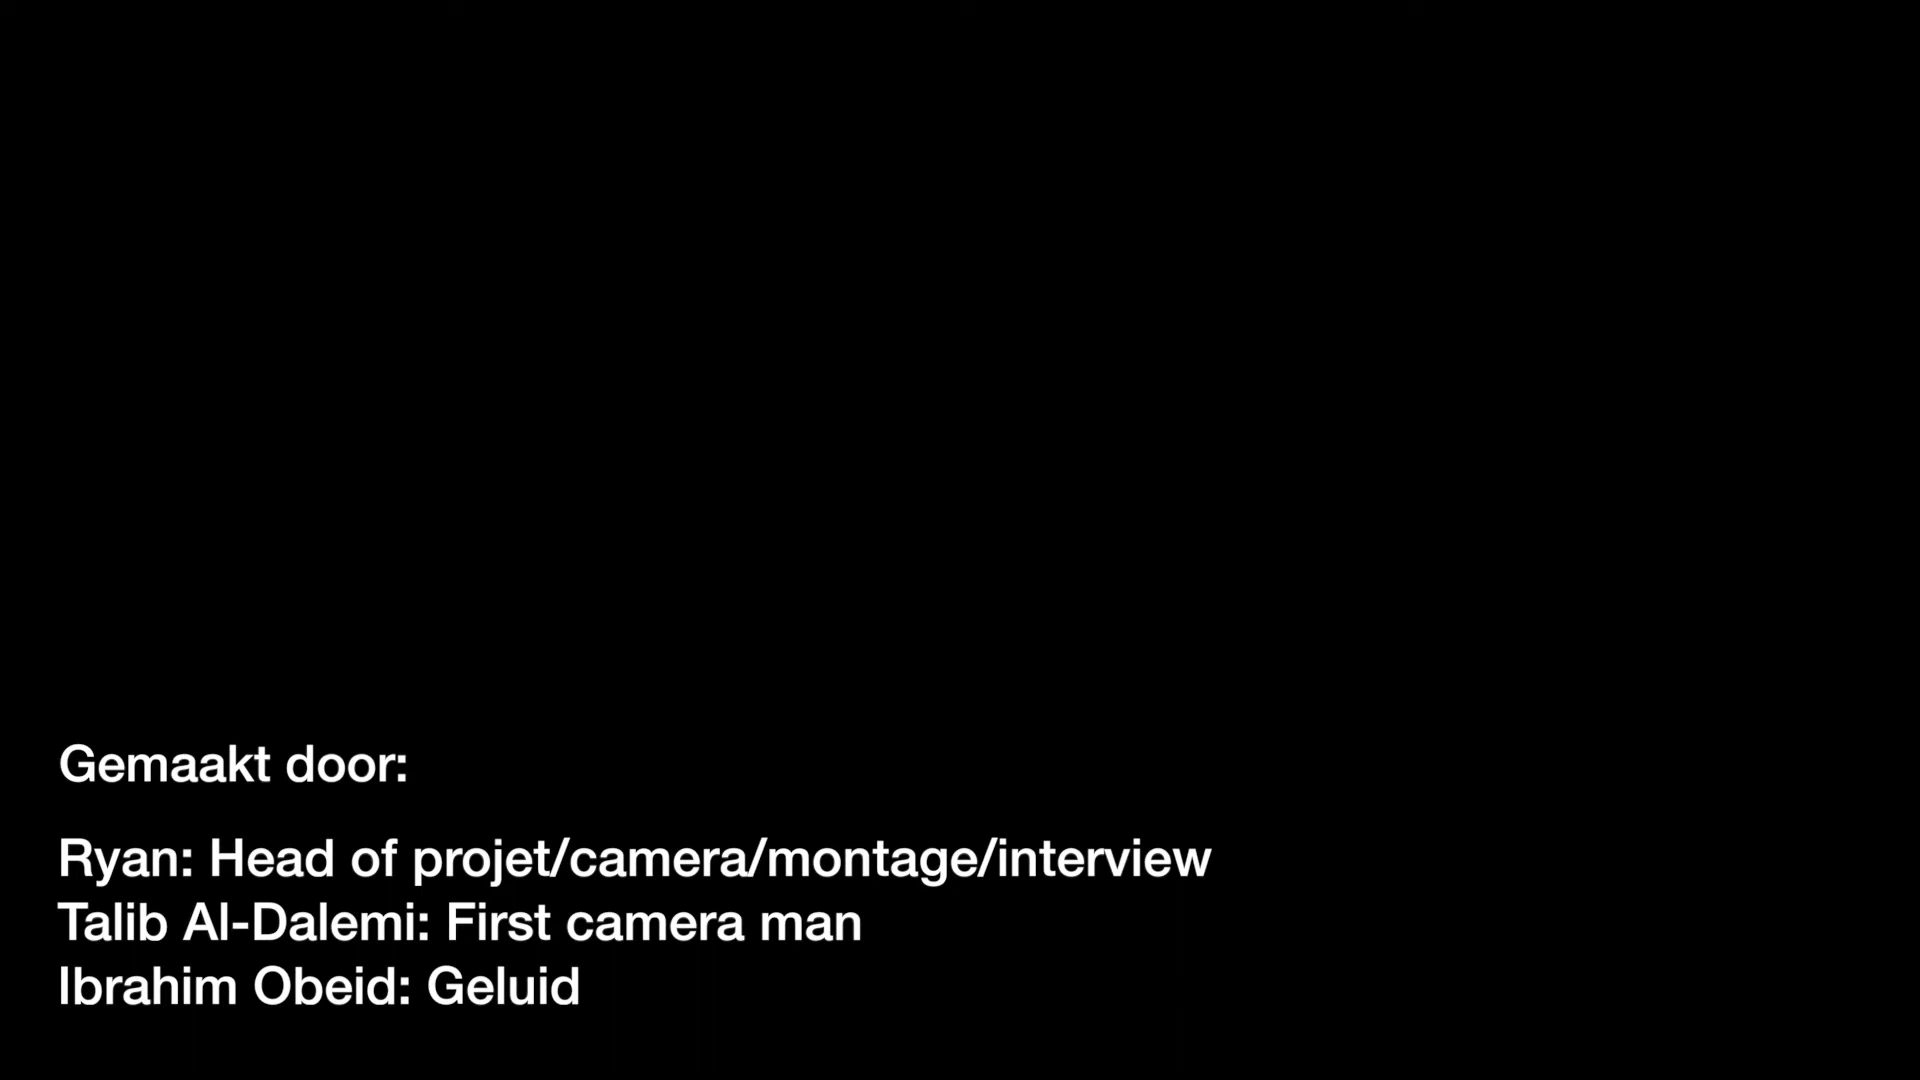 Gemaakt door:
Ryan: Head of projet/camera/montage/interview
Talib Al-Dalemi: First camera man
Ibrahim Obeid: Geluid